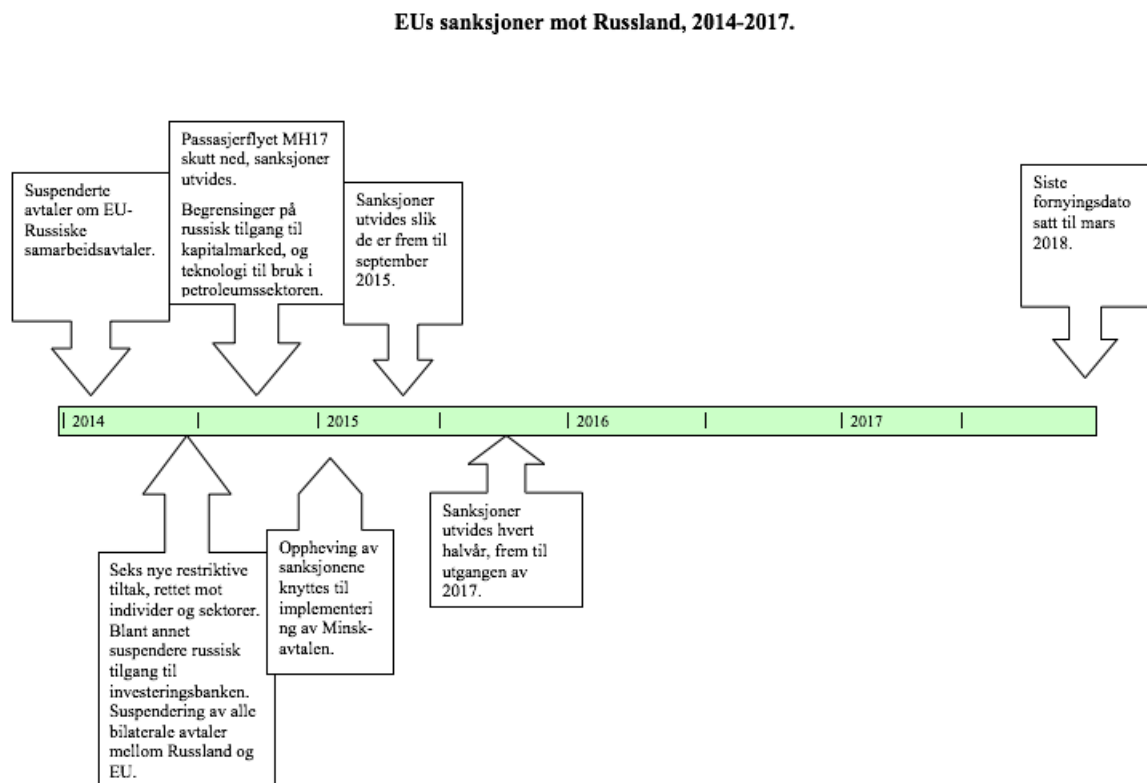 EUs sanksjoner mot Russland, 2014-2017.
Suspenderte
avtaler om EU-
Russiske
samarbeidsavtaler.
Passasjerflyet MH17
skutt ned, sanksjoner
utvides.
Begrensinger på
russisk tilgang til
kapitalmarked, og
teknologi til bruk i
petroleumssektoren.
Sanksjoner
utvides slik
de er frem til
september
2015.
Siste
fornyingsdato
satt til mars
2018.
2014
2015
2016
2017
Seks nye restriktive
tiltak, rettet mot
individer og sektorer.
Blant annet
suspendere russisk
tilgang til
investeringsbanken.
Suspendering av alle
bilaterale avtaler
mellom Russland og
EU.
Oppheving av
sanksjonene
knyttes til
implementeri
ng av Minsk-
avtalen.
Sanksjoner
utvides hvert
halvår, frem til
utgangen av
2017.